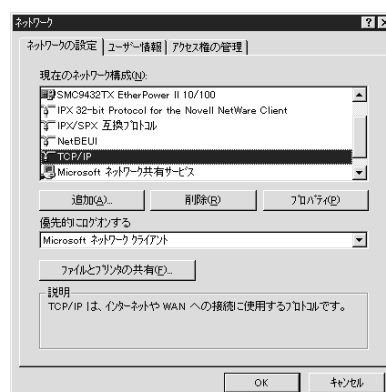 ネットワーク
ネットワークの設定 ユーザー情報 アクセス権の管理
現在のネットワーク構成(N):
SMC9432TX EtherPower II 10/100
IPX 32-bit Protocol for the Novell NetWare Client
IPX/SPX 互換プロトコル
NetBEUI
TCP/IP
Microsoft ネットワーク共有サービス
追加(A)... 削除(R) プロパティ(P)
優先的にログオンする
Microsoft ネットワーク クライアント
ファイルとプリンタの共有(F)...
説明
TCP/IP は、インターネットや WAN への接続に使用するプロトコルです。
OK キャンセル